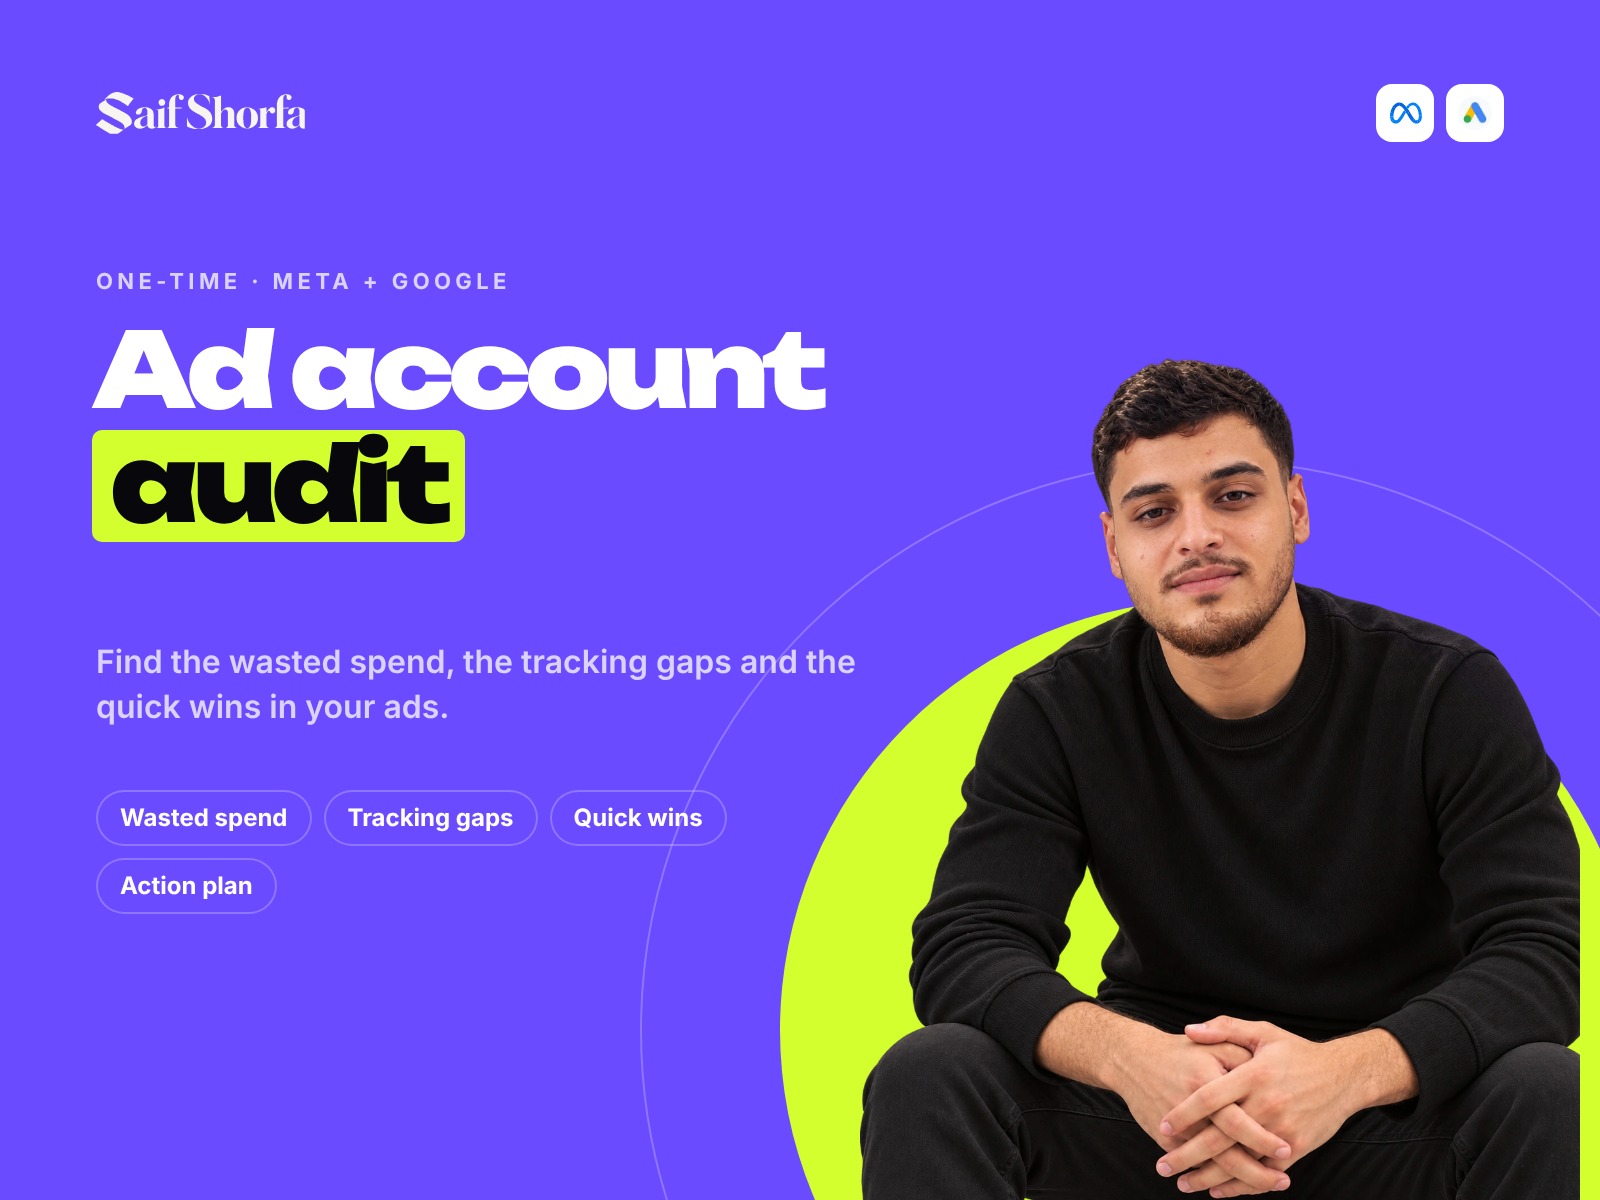 Saif Shorfa
ONE-TIME · META + GOOGLE
Ad account
audit
Find the wasted spend, the tracking gaps and the
quick wins in your ads.
Wasted spend
Tracking gaps
Quick wins
Action plan